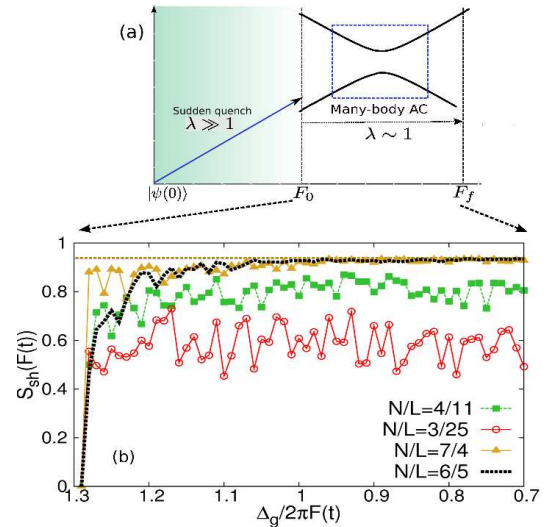 (a)
Sudden quench
λ ≫ 1
Many-body AC
λ ∼ 1
|ψ(0)⟩
F₀
F_f
S_sh(F(t))
1
0.8
0.6
0.4
0.2
0
(b)
N/L=4/11
N/L=3/25
N/L=7/4
N/L=6/5
1.3 1.2 1.1 1 0.9 0.8 0.7
Δ_g/2πF(t)